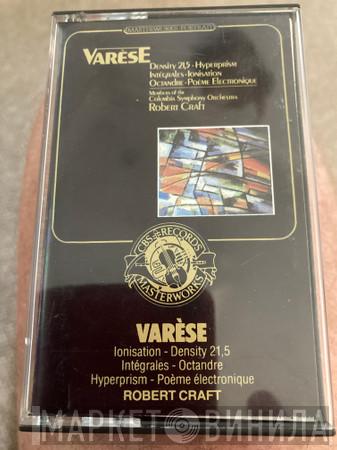 MASTERWORKS PORTRAIT
VARÈSE
Density 21,5 - Hyperprism
Intégrales - Ionisation
Octandre - Poème Electronique
Members of the
Columbia Symphony Orchestra
Robert Craft
CBS RECORDS
MASTERWORKS
VARÈSE
Ionisation - Density 21,5
Intégrales - Octandre
Hyperprism - Poème électronique
ROBERT CRAFT
МАРКЕТ ВИНИЛА